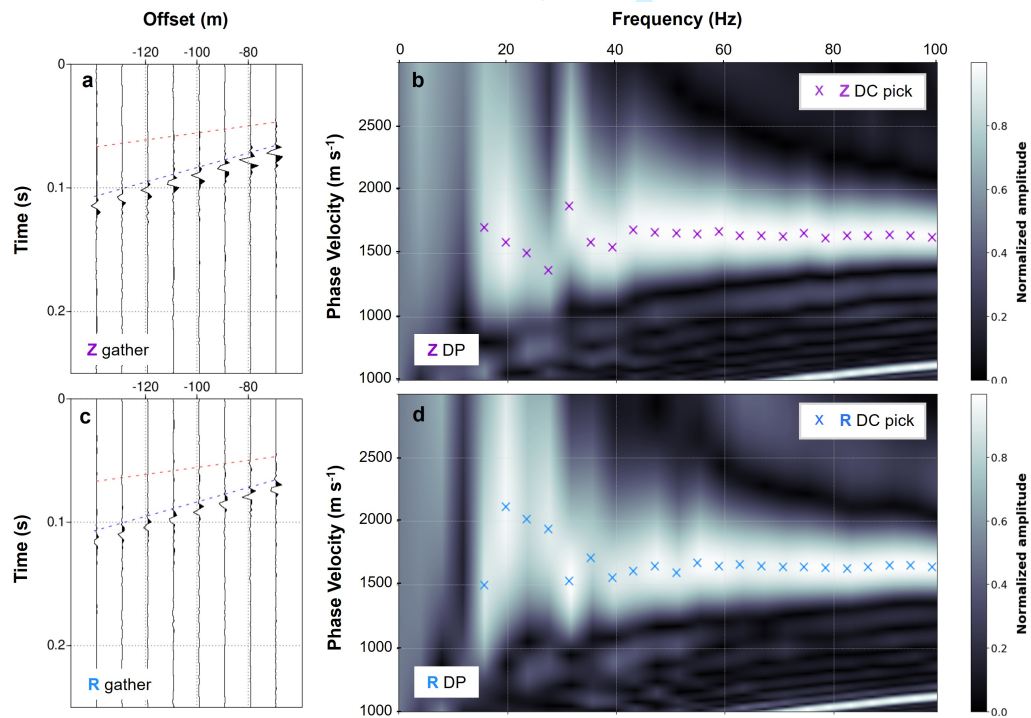 Offset (m)
Frequency (Hz)
-120 -100 -80
0 20 40 60 80 100
a
b
0
0.1
0.2
Time (s)
Z gather
Phase Velocity (m s⁻¹)
2500
2000
1500
1000
1000
Z DC pick
Z DP
0.8
0.6
0.4
0.2
0.0
Normalized amplitude
-120 -100 -80
c
d
0
0.1
0.2
Time (s)
R gather
Phase Velocity (m s⁻¹)
2500
2000
1500
1000
1000
R DC pick
R DP
0.8
0.6
0.4
0.2
0.0
Normalized amplitude